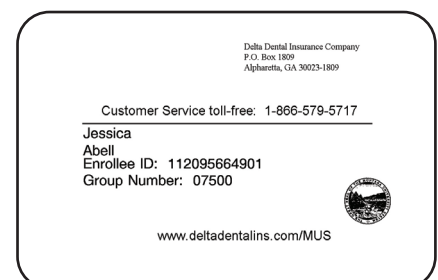 Delta Dental Insurance Company
P.O. Box 1809
Alpharetta, GA 30023-1809
Customer Service toll-free: 1-866-579-5717
Jessica
Abell
Enrollee ID: 112095664901
Group Number: 07500
www.deltadentalins.com/MUS